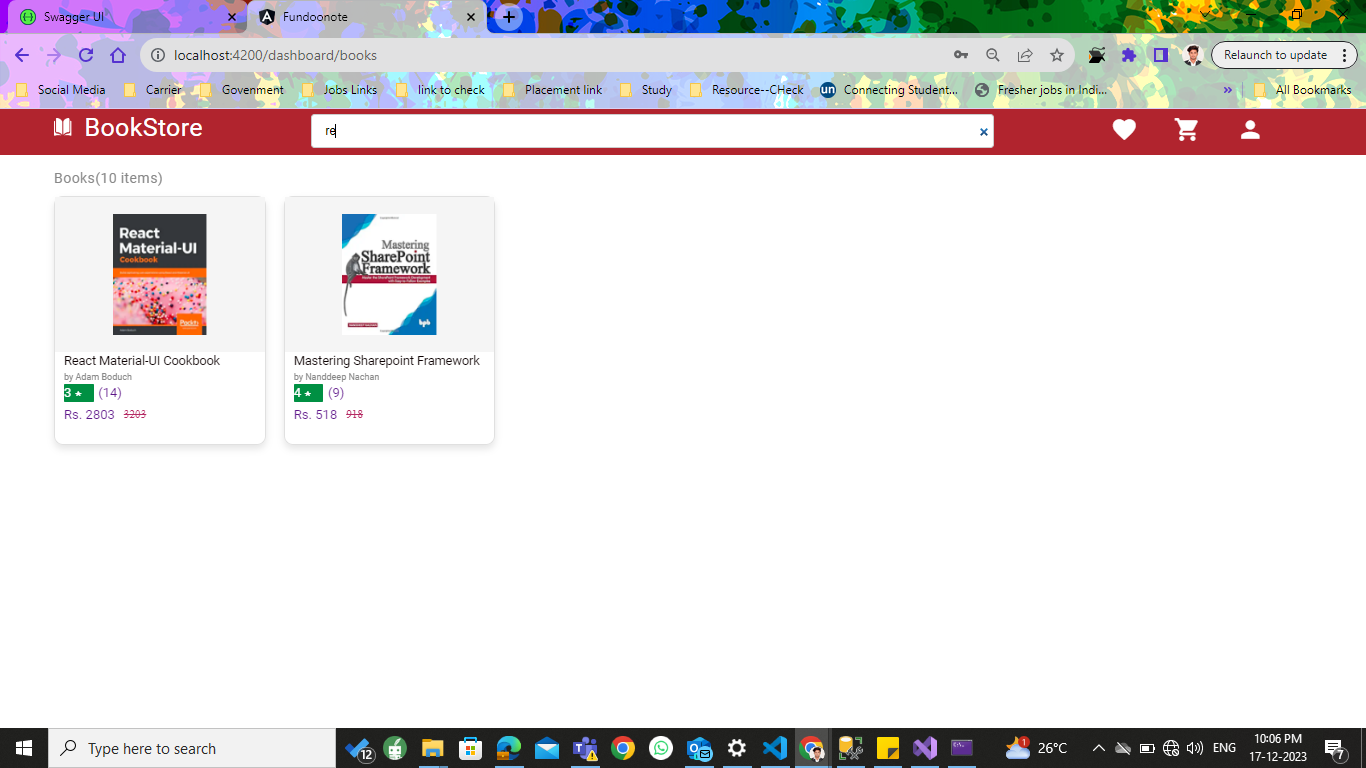 Swagger UI
Fundoonote
localhost:4200/dashboard/books
Relaunch to update
Social Media
Carrier
Govenment
Jobs Links
link to check
Placement link
Study
Resource--CHeck
un
Connecting Student...
Fresher jobs in Indi...
»
All Bookmarks
BookStore
re
Books(10 items)
React
Material-UI
Cookbook
Packt
Mastering
SharePoint
Framework
bpb
React Material-UI Cookbook
by Adam Boduch
3 ★ (14)
Rs. 2803 3203
Mastering Sharepoint Framework
by Nanddeep Nachan
4 ★ (9)
Rs. 518 918
Type here to search
12
1
26°C
ENG
10:06 PM
17-12-2023
7